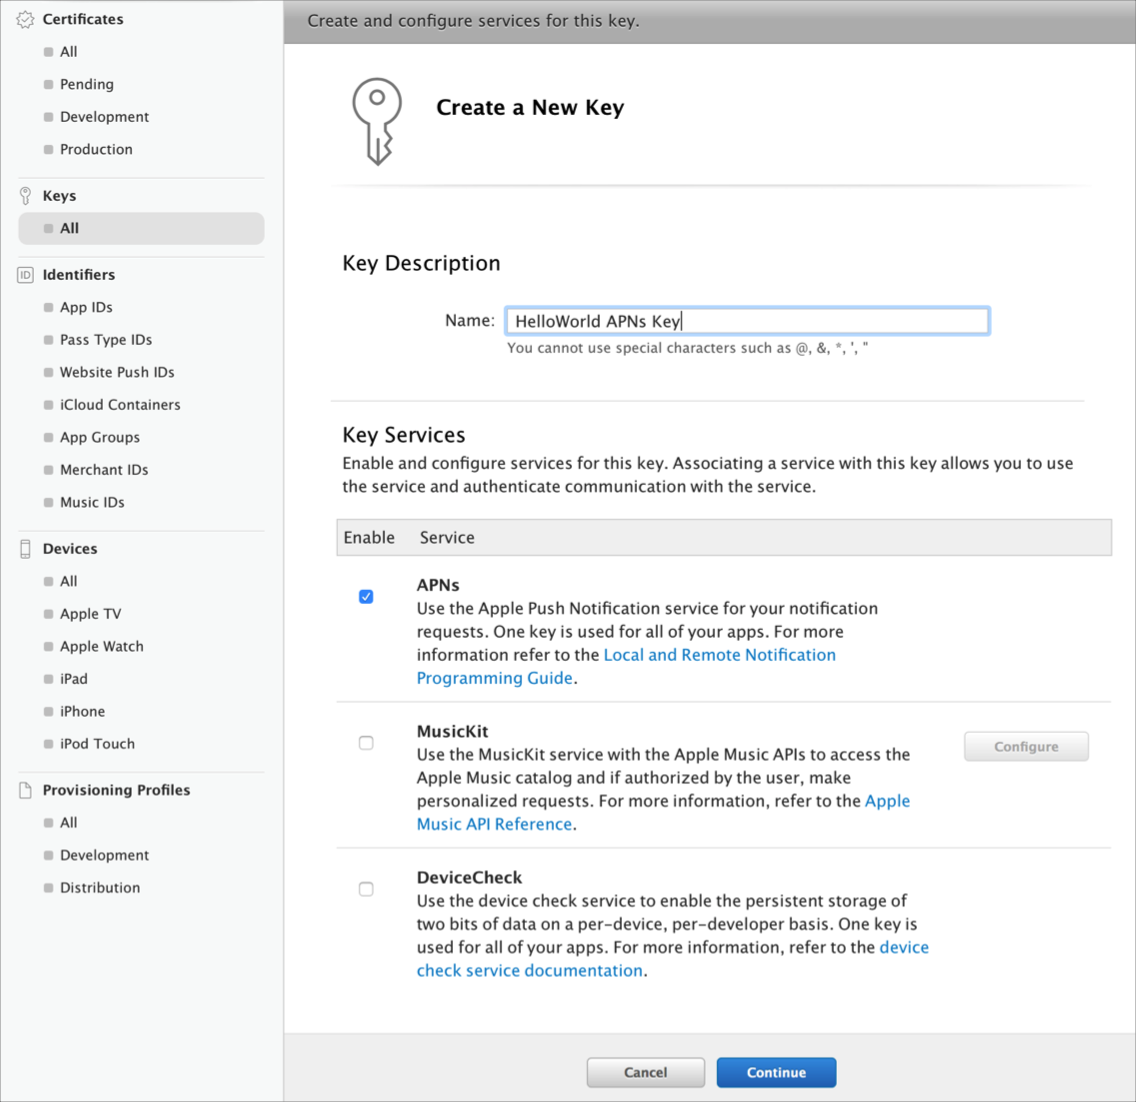 Certificates
All
Pending
Development
Production
Keys
All
ID
Identifiers
App IDs
Pass Type IDs
Website Push IDs
iCloud Containers
App Groups
Merchant IDs
Music IDs
Devices
All
Apple TV
Apple Watch
iPad
iPhone
iPod Touch
Provisioning Profiles
All
Development
Distribution
Create and configure services for this key.
Create a New Key
Key Description
Name: HelloWorld APNs Key
You cannot use special characters such as @, &, *, ', "
Key Services
Enable and configure services for this key. Associating a service with this key allows you to use
the service and authenticate communication with the service.
Enable Service
APNs
Use the Apple Push Notification service for your notification
requests. One key is used for all of your apps. For more
information refer to the Local and Remote Notification
Programming Guide.
MusicKit
Use the MusicKit service with the Apple Music APIs to access the
Apple Music catalog and if authorized by the user, make
personalized requests. For more information, refer to the Apple
Music API Reference.
Configure
DeviceCheck
Use the device check service to enable the persistent storage of
two bits of data on a per-device, per-developer basis. One key is
used for all of your apps. For more information, refer to the device
check service documentation.
Cancel
Continue